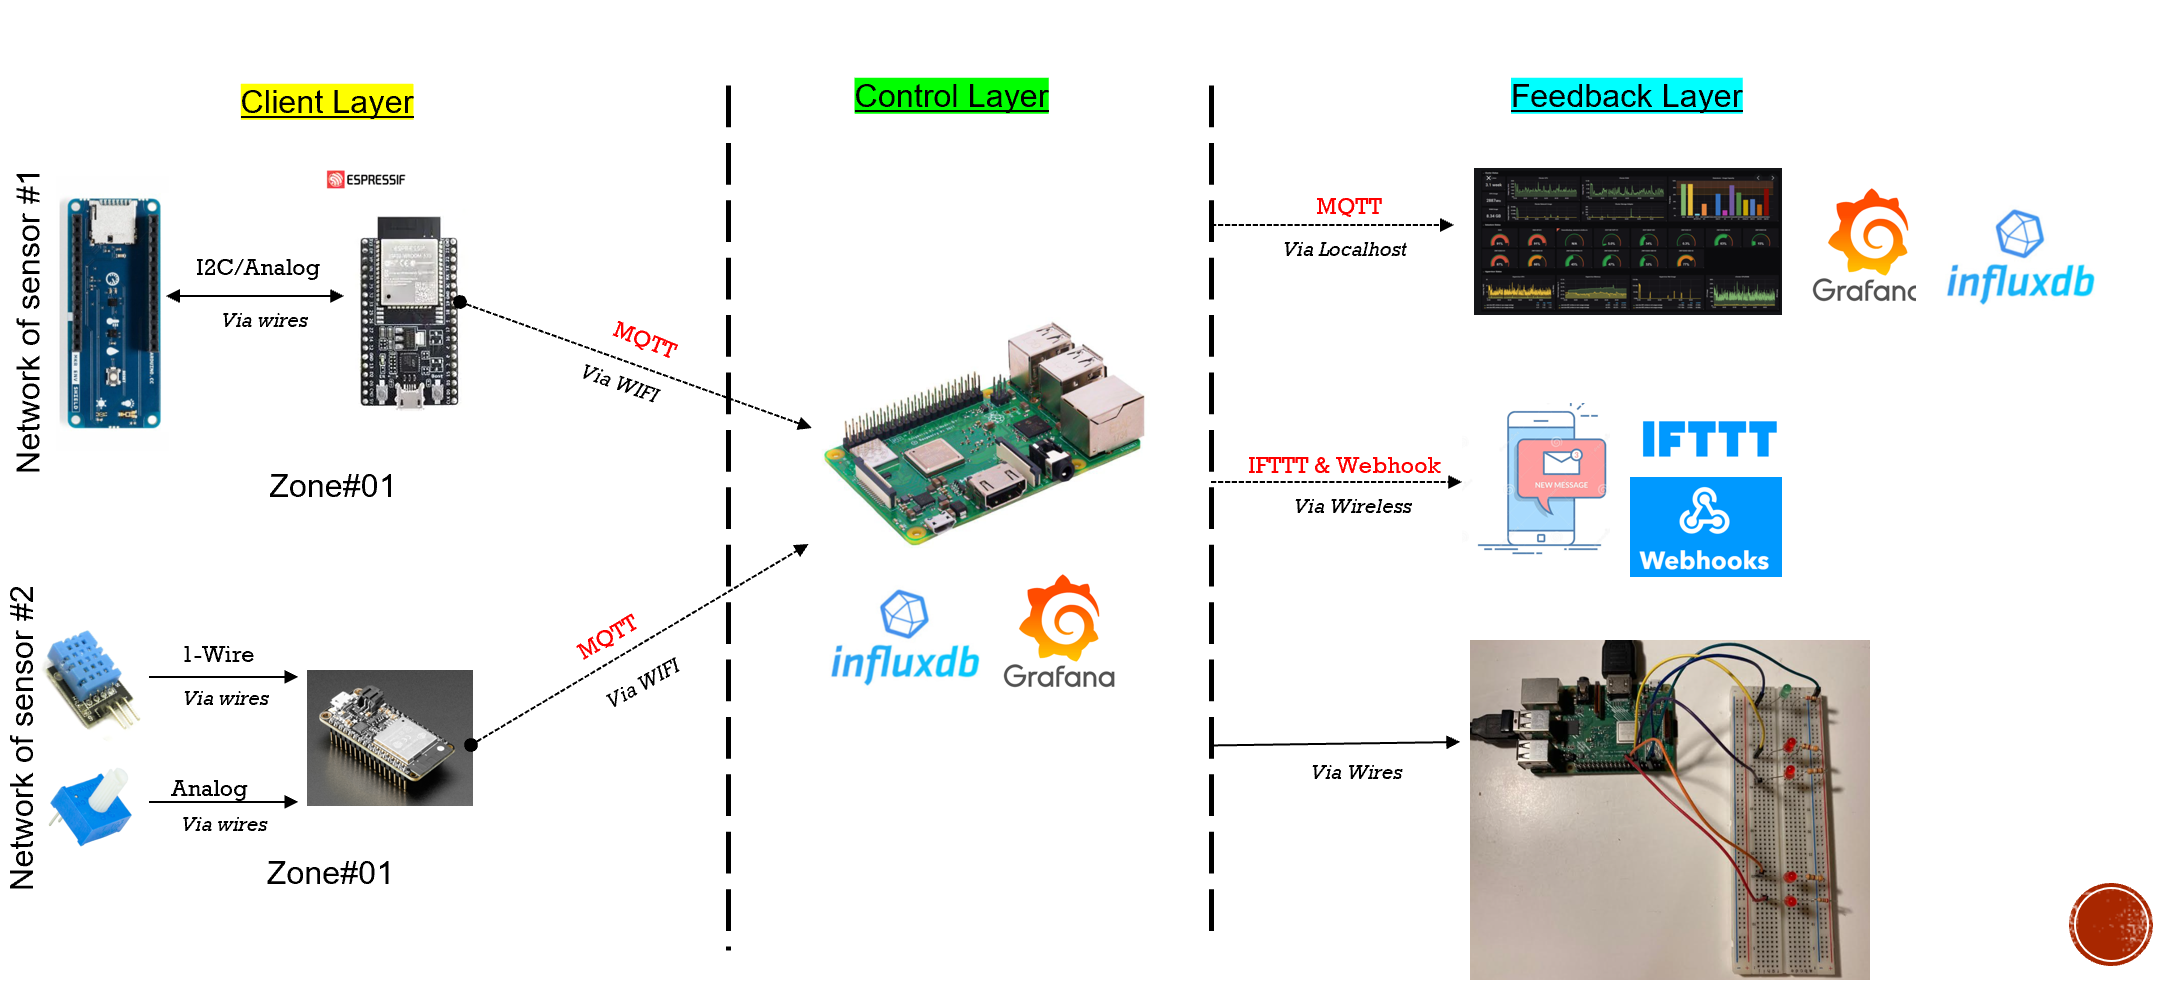 Client Layer
Control Layer
Feedback Layer
Network of sensor #1
ESPRESSIF
I2C/Analog
Via wires
MQTT
Via WIFI
Zone#01
MQTT
Via Localhost
Grafana
influxdb
IFTTT & Webhook
Via Wireless
NEW MESSAGE
IFTTT
Webhooks
Network of sensor #2
1-Wire
Via wires
Analog
Via wires
MQTT
Via WIFI
Zone#01
influxdb
Grafana
Via Wires